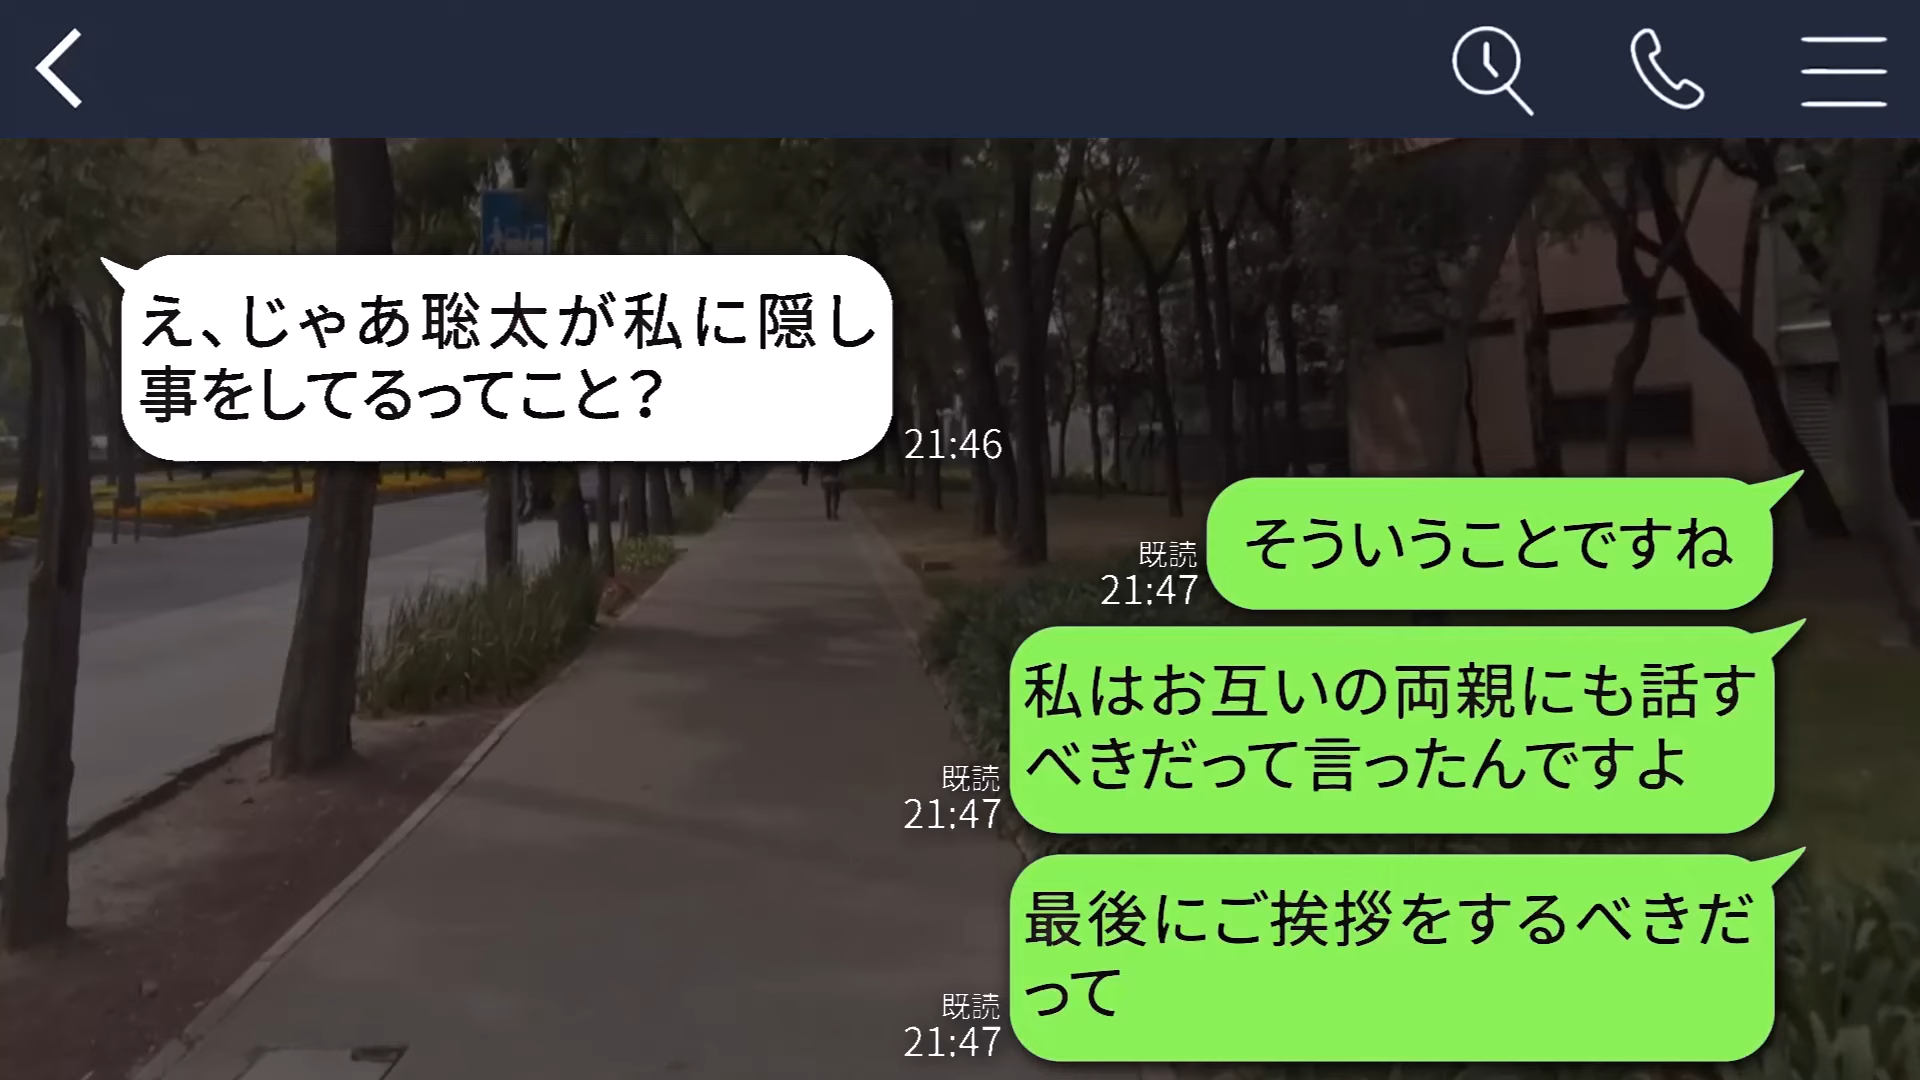 え、じゃあ聡太が私に隠し
事をしてるってこと?
21:46
そういうことですね
既読
21:47
私はお互いの両親にも話す
べきだって言ったんですよ
既読
21:47
最後にご挨拶をするべきだ
って
既読
21:47